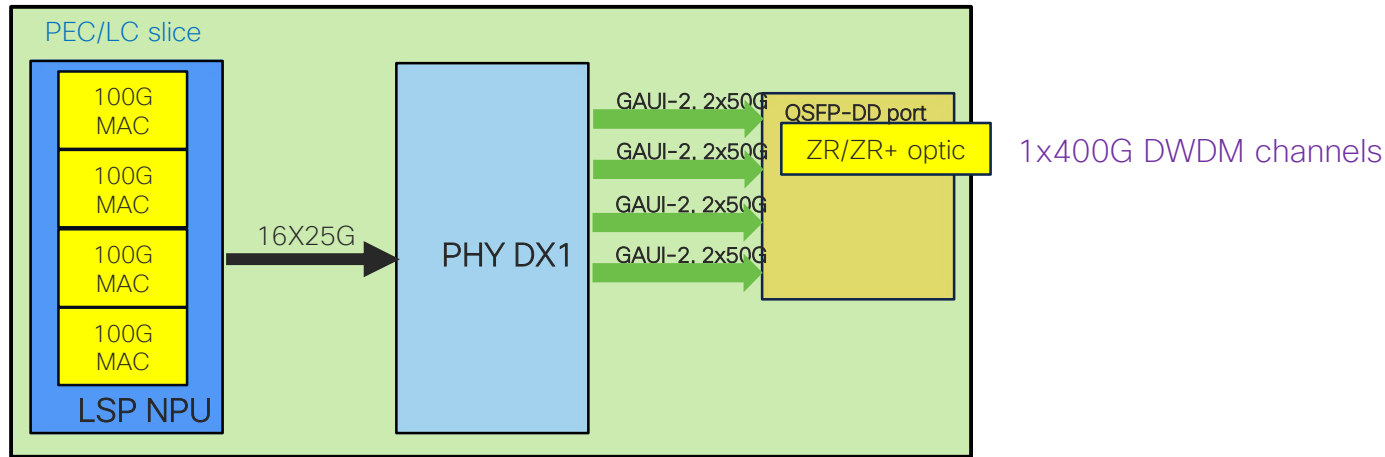 PEC/LC slice
100G
MAC
100G
MAC
100G
MAC
100G
MAC
LSP NPU
16X25G
PHY DX1
GAUI-2, 2x50G
GAUI-2, 2x50G
GAUI-2, 2x50G
GAUI-2, 2x50G
QSFP-DD port
ZR/ZR+ optic
1x400G DWDM channels